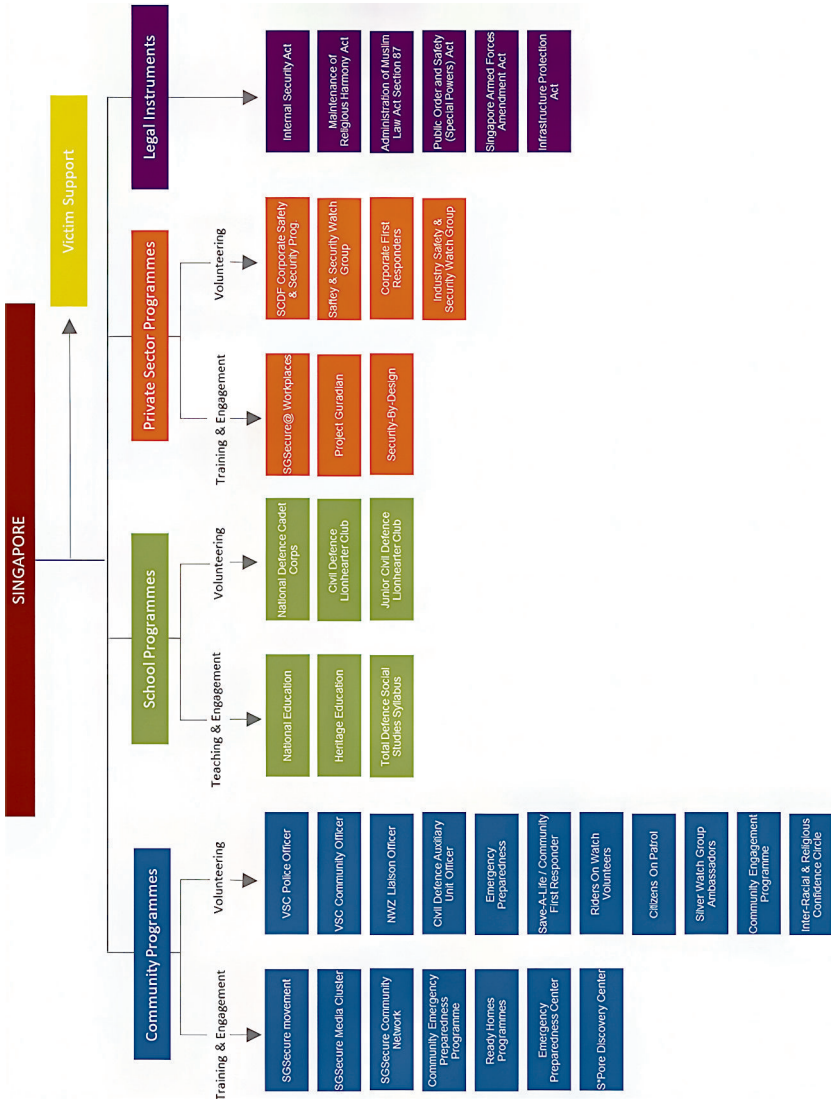 SINGAPORE
Victim Support
Community Programmes
School Programmes
Private Sector Programmes
Legal Instruments
Training & Engagement
SGSecure movement
SGSecure Media Cluster
SGSecure Community
Network
Community Emergency
Preparedness
Programme
Ready Homes
Programmes
Emergency
Preparedness Center
S'Pore Discovery Center
Volunteering
VSC Police Officer
VSC Community Officer
NWZ Liaison Officer
Civil Defence Auxiliary
Unit Officer
Emergency
Preparedness
Save-A-Life / Community
First Responder
Riders On Watch
Volunteers
Citizens On Patrol
Silver Watch Group
Ambassadors
Community Engagement
Programme
Inter-Racial & Religious
Confidence Circle
Teaching & Engagement
National Education
Heritage Education
Total Defence Social
Studies Syllabus
Volunteering
National Defence Cadet
Corps
Civil Defence
Lionhearter Club
Junior Civil Defence
Lionhearter Club
Training & Engagement
SGSecure@ Workplaces
Project Guradian
Security-By-Design
Volunteering
SCDF Corporate Safety
& Security Prog.
Saftey & Security Watch
Group
Corporate First
Responders
Industry Safety &
Security Watch Group
Internal Security Act
Maintenance of
Religious Harmony Act
Administration of Muslim
Law Act Section 87
Public Order and Safety
(Special Powers) Act
Singapore Armed Forces
Amendment Act
Infrastructure Protection
Act